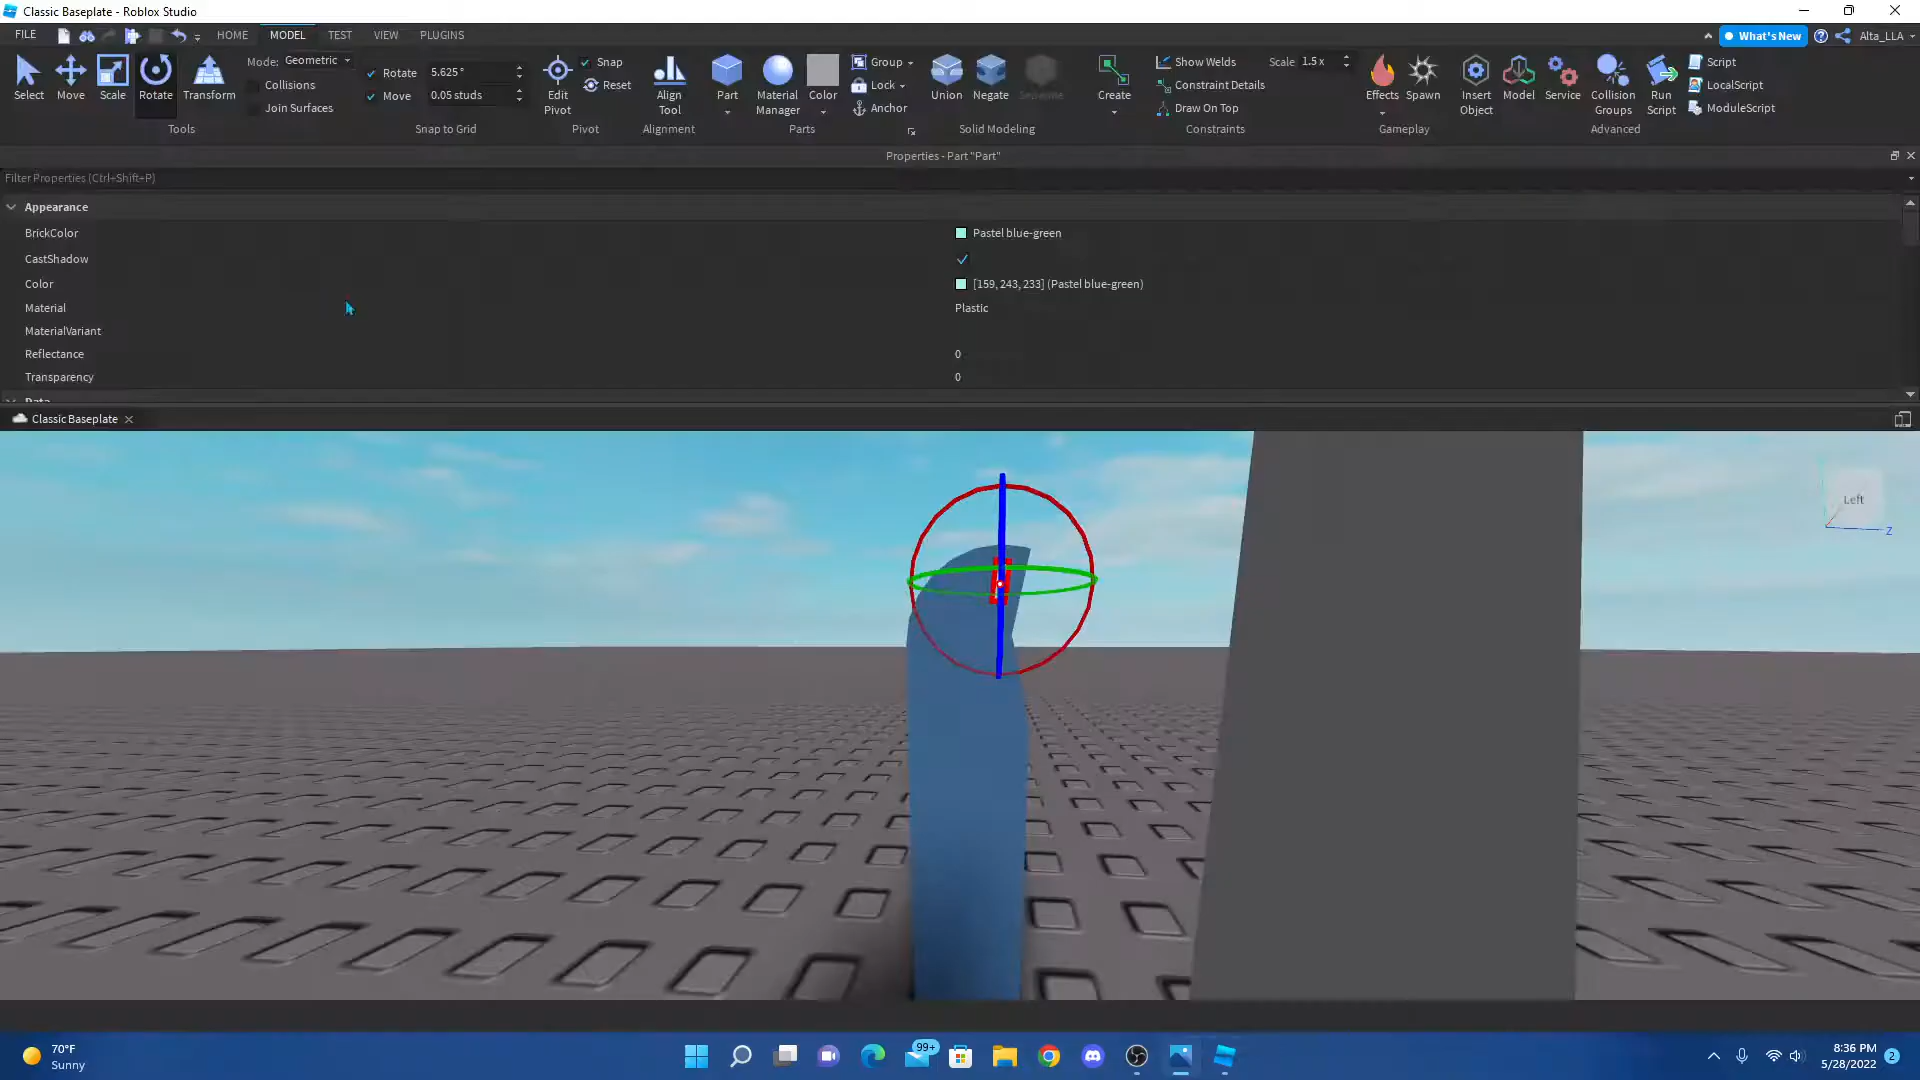 Classic Baseplate - Roblox Studio
FILE HOME MODEL TEST VIEW PLUGINS What's New Alta_LLA
Select Move Scale Rotate Transform
Mode: Geometric
Collisions
Join Surfaces
Tools
Rotate 5.625 °
Move 0.05 studs
Snap to Grid
Edit Pivot
Snap
Reset
Pivot
Align Tool
Alignment
Part
Material Manager
Color
Group
Lock
Anchor
Parts
Union Negate Separate
Solid Modeling
Create
Show Welds Scale 1.5 x
Constraint Details
Draw On Top
Constraints
Effects Spawn
Gameplay
Insert Object
Model
Service
Collision Groups
Run Script
Script
LocalScript
ModuleScript
Advanced
Properties - Part "Part"
Filter Properties (Ctrl+Shift+P)
Appearance
BrickColor Pastel blue-green
CastShadow
Color [159, 243, 233] (Pastel blue-green)
Material Plastic
MaterialVariant
Reflectance 0
Transparency 0
Data
Classic Baseplate
Left
Z
70°F
Sunny
99+
8:36 PM
5/28/2022
2